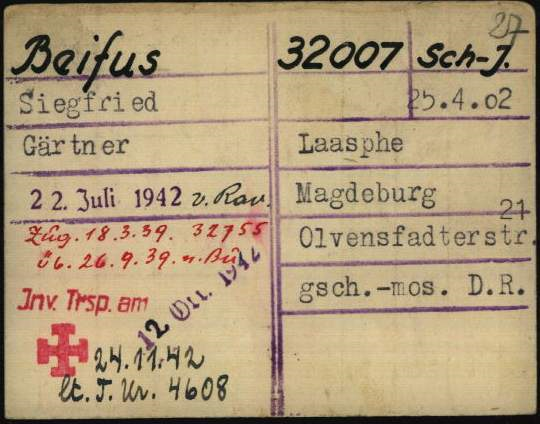 27
Beifus
32007 Sch-J.
Siegfried
25.4.02
Gärtner
Laasphe
22. Juli 1942 v. Rav.
Magdeburg
Zug. 18.3.39. 32755
21
Olvensfadterstr.
üb. 26.9.39. n. Bu
12 Okt. 1942
gsch.-mos. D.R.
Inv. Trsp. am
24.11.42
lt. T. Ur. 4608